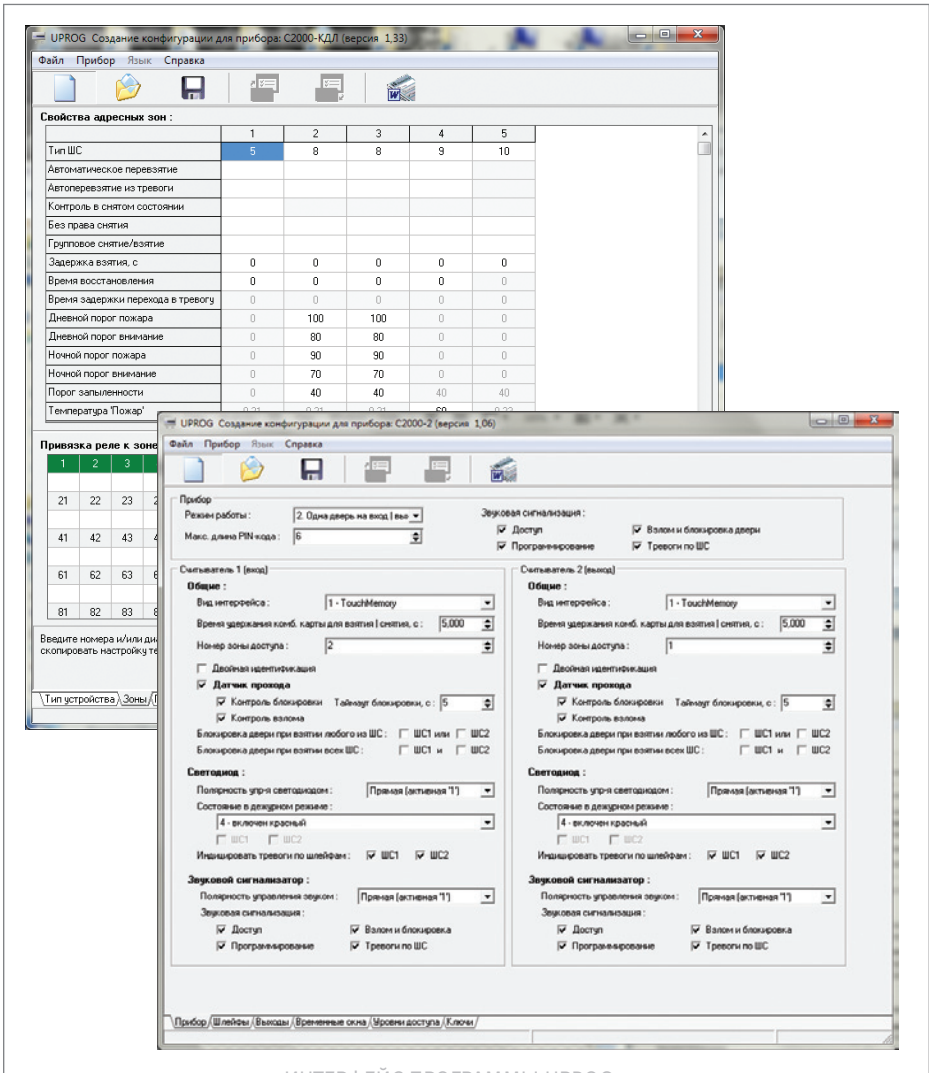 UPROG Создание конфигурации для прибора: С2000-КДЛ (версия 1,33)
Файл Прибор Язык Справка
Свойства адресных зон :
1 2 3 4 5
Тип ШС 5 8 8 9 10
Автоматическое перевзятие
Автоперевзятие из тревоги
Контроль в снятом состоянии
Без права снятия
Групповое снятие/взятие
Задержка взятия, с 0 0 0 0 0
Время восстановления 0 0 0 0 0
Время задержки перехода в тревогу 0 0 0 0 0
Дневной порог пожара 0 100 100 0 0
Дневной порог внимание 0 80 80 0 0
Ночной порог пожара 0 90 90 0 0
Ночной порог внимание 0 70 70 0 0
Порог запыленности 0 40 40 40 40
Температура 'Пожар'
Привязка реле к зоне
1 2 3
21 22 23
41 42 43
61 62 63
81 82 83
Введите номера и/или
скопировать настройку
Тип устройства Зоны
UPROG Создание конфигурации для прибора: С2000-2 (версия 1,06)
Файл Прибор Язык Справка
Прибор
Режим работы : 2. Одна дверь на вход | вых
Макс. длина PIN-кода : 6
Звуковая сигнализация :
Доступ Взлом и блокировка двери
Программирование Тревоги по ШС
Считыватель 1 (вход)
Общие :
Вид интерфейса : 1 - TouchMemory
Время удержания комб. карты для взятия | снятия, с : 5,000
Номер зоны доступа : 2
Двойная идентификация
Датчик прохода
Контроль блокировки Таймаут блокировки, с : 5
Контроль взлома
Блокировка двери при взятии любого из ШС : ШС1 или ШС2
Блокировка двери при взятии всех ШС : ШС1 и ШС2
Светодиод :
Полярность упр-я светодиодом : Прямая (активная "1")
Состояние в дежурном режиме :
4 - включен красный
ШС1 ШС2
Индицировать тревоги по шлейфам : ШС1 ШС2
Звуковой сигнализатор :
Полярность управления звуком : Прямая (активная "1")
Звуковая сигнализация :
Доступ Взлом и блокировка
Программирование Тревоги по ШС
Считыватель 2 (выход)
Общие :
Вид интерфейса : 1 - TouchMemory
Время удержания комб. карты для взятия | снятия, с : 5,000
Номер зоны доступа : 1
Двойная идентификация
Датчик прохода
Контроль блокировки Таймаут блокировки, с : 5
Контроль взлома
Блокировка двери при взятии любого из ШС : ШС1 или ШС2
Блокировка двери при взятии всех ШС : ШС1 и ШС2
Светодиод :
Полярность упр-я светодиодом : Прямая (активная "1")
Состояние в дежурном режиме :
4 - включен красный
ШС1 ШС2
Индицировать тревоги по шлейфам : ШС1 ШС2
Звуковой сигнализатор :
Полярность управления звуком : Прямая (активная "1")
Звуковая сигнализация :
Доступ Взлом и блокировка
Программирование Тревоги по ШС
Прибор Шлейфы Выходы Временные окна Уровни доступа Ключи